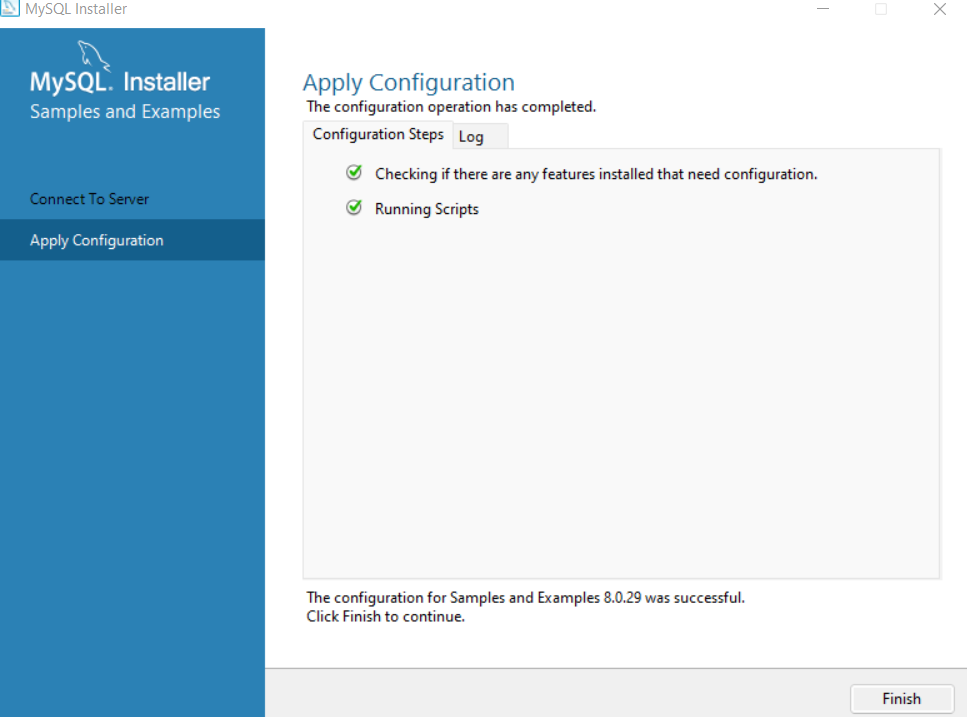 MySQL Installer
MySQL. Installer
Samples and Examples
Connect To Server
Apply Configuration
Apply Configuration
The configuration operation has completed.
Configuration Steps
Log
Checking if there are any features installed that need configuration.
Running Scripts
The configuration for Samples and Examples 8.0.29 was successful.
Click Finish to continue.
Finish